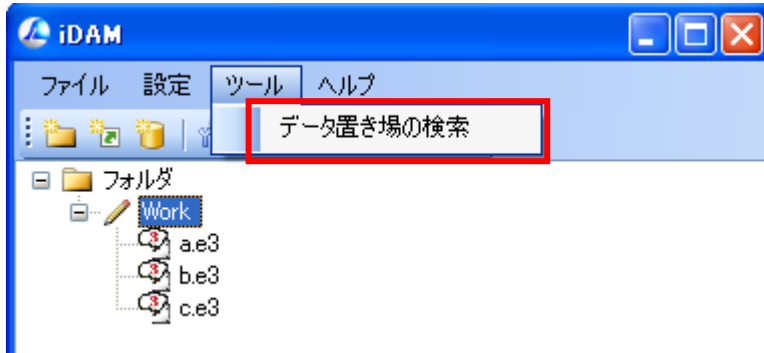 iDAM
ファイル 設定 ツール ヘルプ
データ置き場の検索
フォルダ
Work
a.e3
b.e3
c.e3